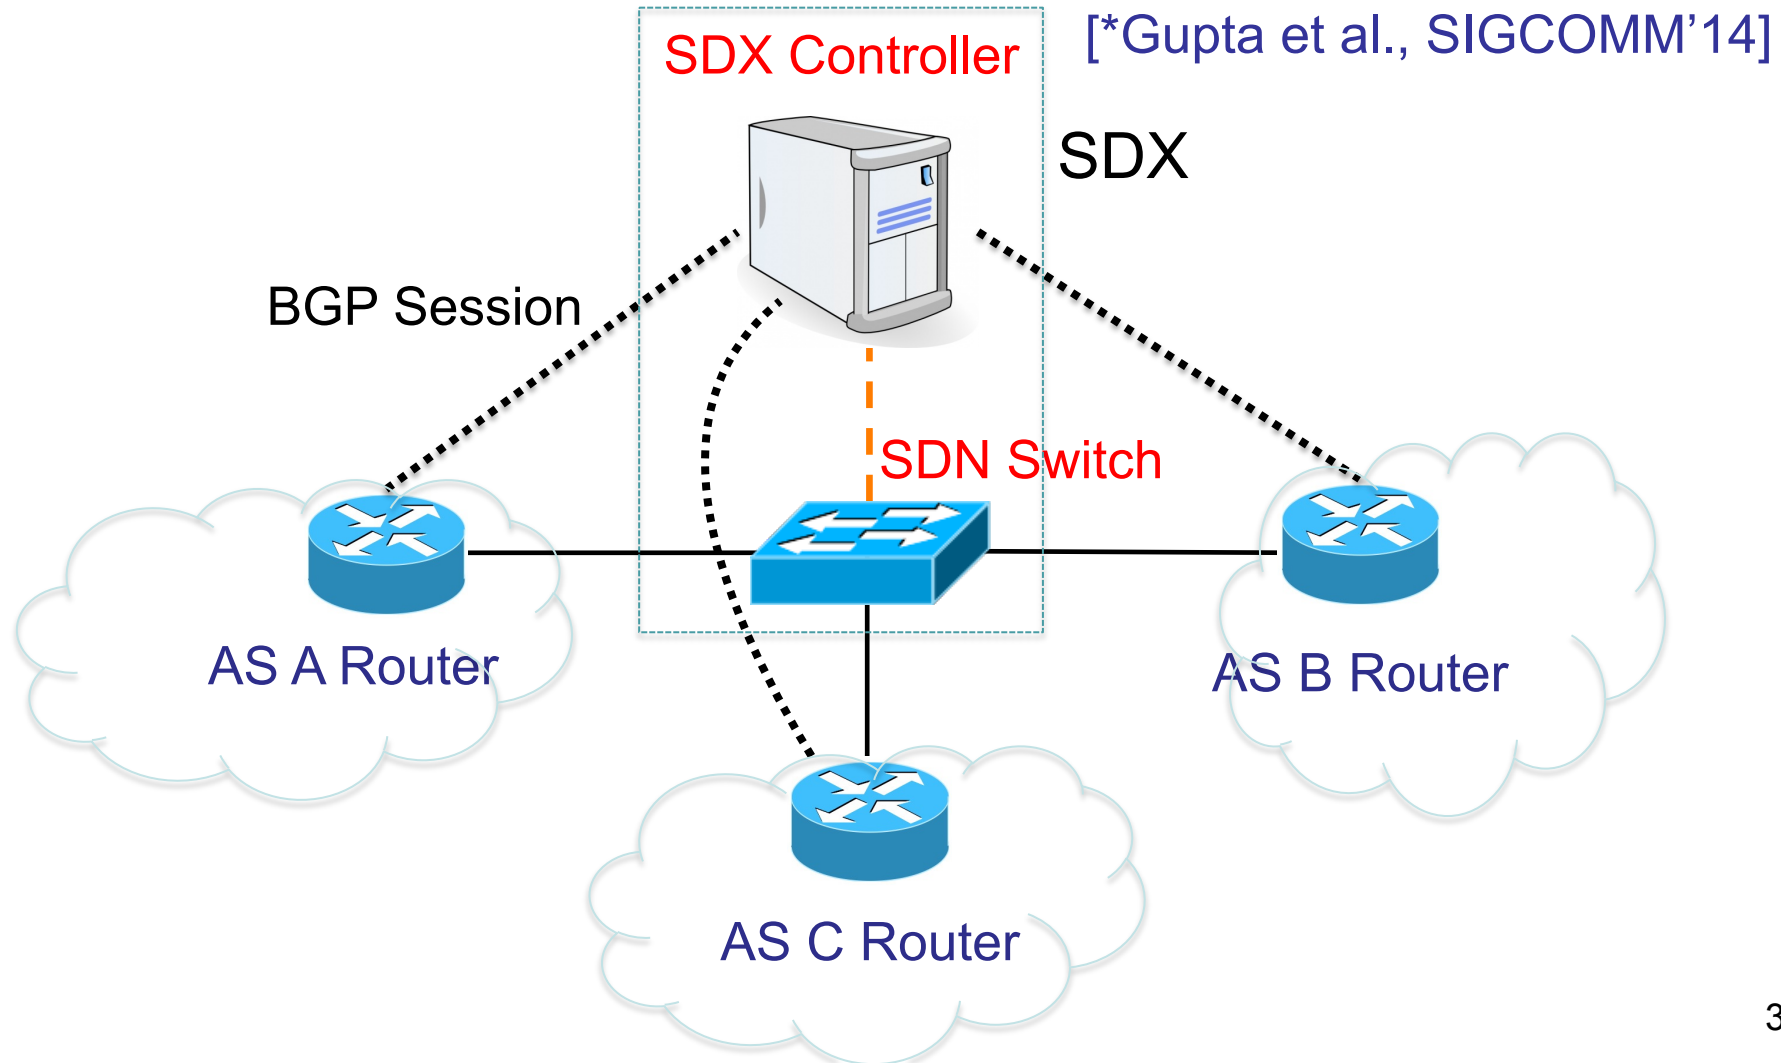 [*Gupta et al., SIGCOMM’14]
SDX Controller
SDX
BGP Session
SDN Switch
AS A Router
AS B Router
AS C Router
3